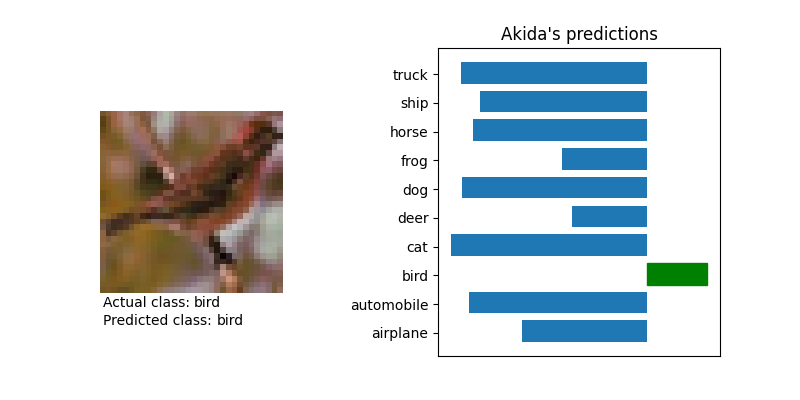 Akida's predictions
truck
ship
horse
frog
dog
deer
cat
bird
automobile
airplane
Actual class: bird
Predicted class: bird